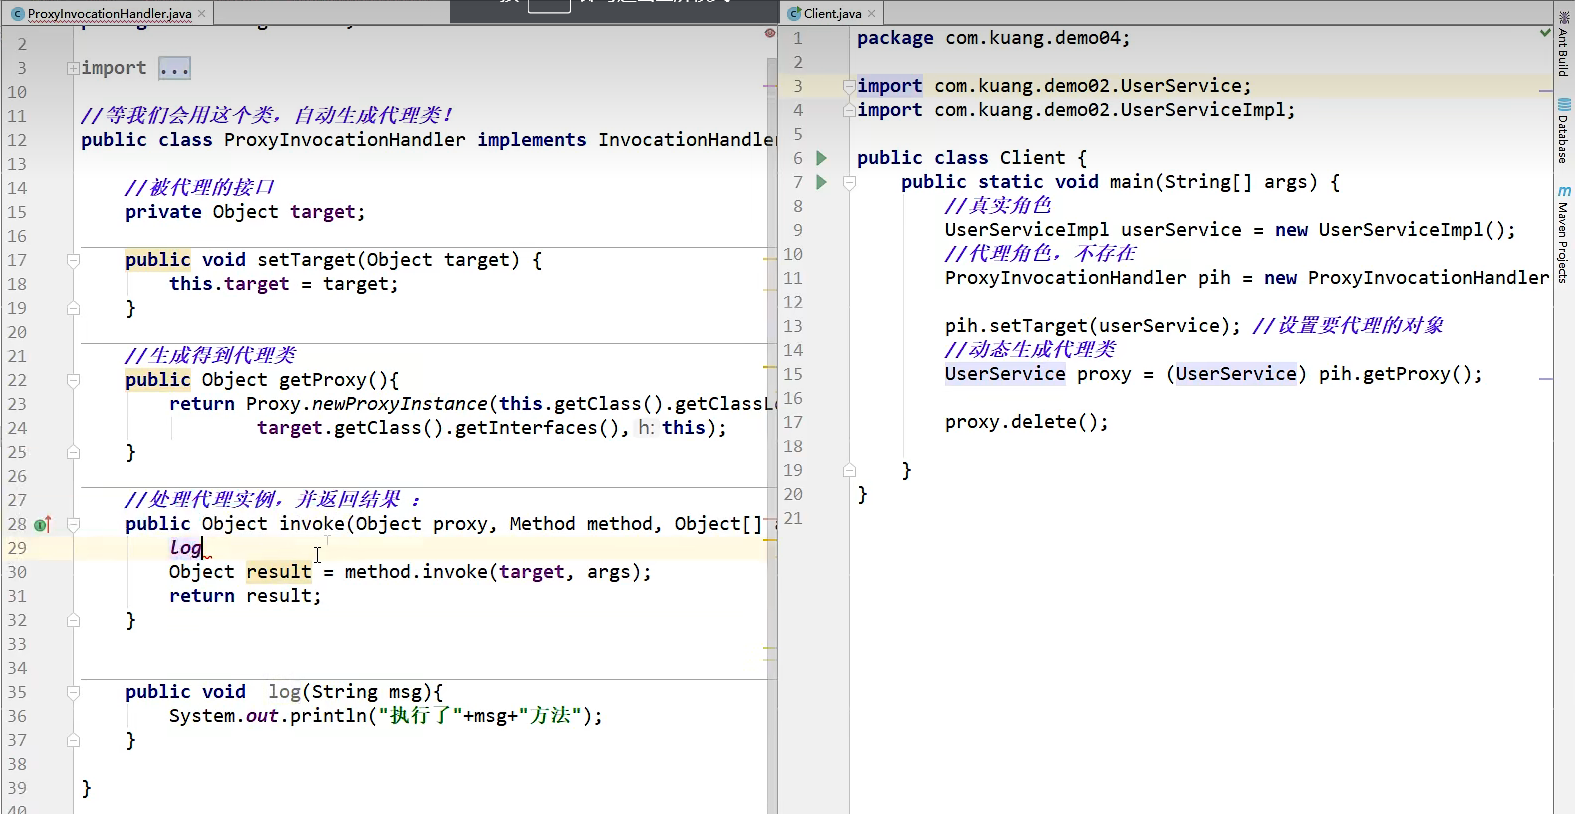 ProxyInvocationHandler.java
Client.java
2
3 import ...
10
11 //等我们会用这个类，自动生成代理类！
12 public class ProxyInvocationHandler implements InvocationHandler
13
14 //被代理的接口
15 private Object target;
16
17 public void setTarget(Object target) {
18 this.target = target;
19 }
20
21 //生成得到代理类
22 public Object getProxy(){
23 return Proxy.newProxyInstance(this.getClass().getClassLo
24 target.getClass().getInterfaces(), h: this);
25 }
26
27 //处理代理实例，并返回结果 :
28 public Object invoke(Object proxy, Method method, Object[]
29 log
30 Object result = method.invoke(target, args);
31 return result;
32 }
33
34
35 public void  log(String msg){
36 System.out.println("执行了"+msg+"方法");
37 }
38
39 }
40
1 package com.kuang.demo04;
2
3 import com.kuang.demo02.UserService;
4 import com.kuang.demo02.UserServiceImpl;
5
6 public class Client {
7 public static void main(String[] args) {
8 //真实角色
9 UserServiceImpl userService = new UserServiceImpl();
10 //代理角色，不存在
11 ProxyInvocationHandler pih = new ProxyInvocationHandler
12
13 pih.setTarget(userService); //设置要代理的对象
14 //动态生成代理类
15 UserService proxy = (UserService) pih.getProxy();
16
17 proxy.delete();
18
19 }
20 }
21
Ant Build
Database
m Maven Projects